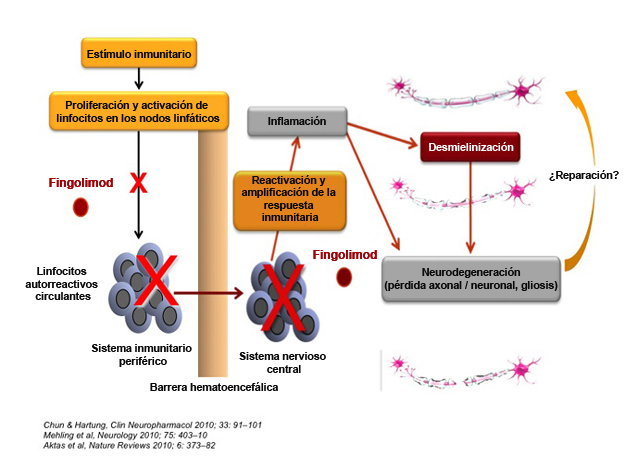 Estímulo inmunitario
Proliferación y activación de
linfocitos en los nodos linfáticos
Fingolimod
X
Linfocitos
autorreactivos
circulantes
X
Sistema inmunitario
periférico
Barrera hematoencefálica
Inflamación
Reactivación y
amplificación de la
respuesta
inmunitaria
Fingolimod
X
Sistema nervioso
central
Desmielinización
Neurodegeneración
(pérdida axonal / neuronal, gliosis)
¿Reparación?
Chun & Hartung, Clin Neuropharmacol 2010; 33: 91–101
Mehling et al, Neurology 2010; 75: 403–10
Aktas et al, Nature Reviews 2010; 6: 373–82